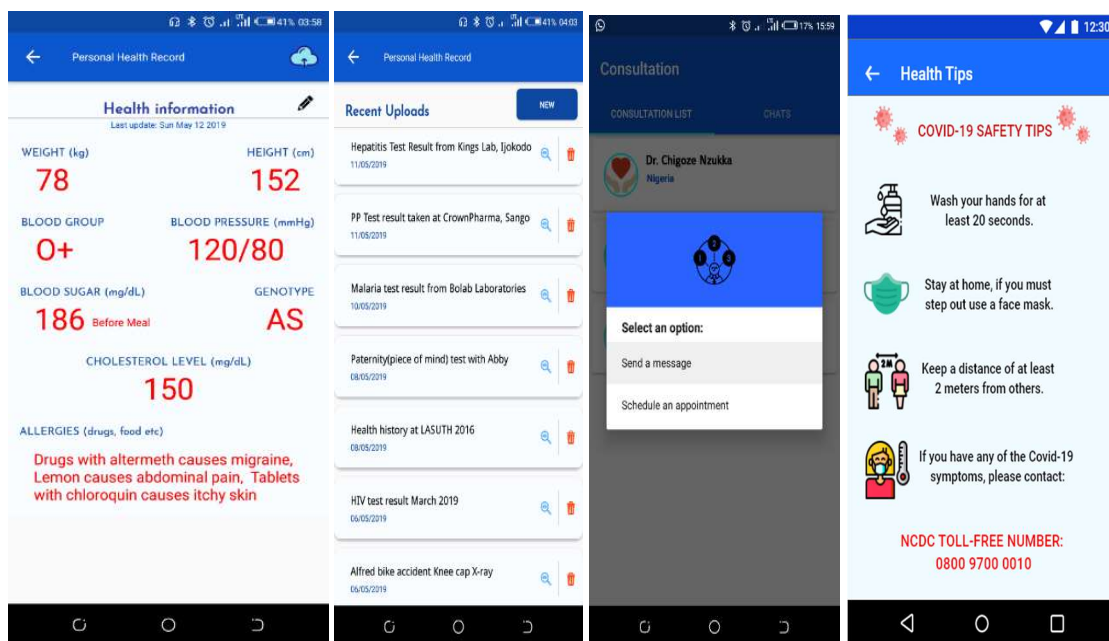 41% 03:58
Personal Health Record
Health information
Last update: Sun May 12 2019
WEIGHT (kg)
HEIGHT (cm)
78
152
BLOOD GROUP
BLOOD PRESSURE (mmHg)
O+
120/80
BLOOD SUGAR (mg/dL)
GENOTYPE
186 Before Meal
AS
CHOLESTEROL LEVEL (mg/dL)
150
ALLERGIES (drugs, food etc)
Drugs with altermeth causes migraine,
Lemon causes abdominal pain, Tablets
with chloroquin causes itchy skin
41% 04:03
Personal Health Record
Recent Uploads
NEW
Hepatitis Test Result from Kings Lab, Ijokodo
11/05/2019
PP Test result taken at CrownPharma, Sango
11/05/2019
Malaria test result from Bolab Laboratories
10/05/2019
Paternity(piece of mind) test with Abby
08/05/2019
Health history at LASUTH 2016
08/05/2019
HIV test result March 2019
06/05/2019
Alfred bike accident Knee cap X-ray
06/05/2019
17% 15:59
Consultation
CONSULTATION LIST
CHATS
Dr. Chigoze Nzukka
Nigeria
1
2
3
Select an option:
Send a message
Schedule an appointment
12:30
Health Tips
COVID-19 SAFETY TIPS
Wash your hands for at
least 20 seconds.
Stay at home, if you must
step out use a face mask.
2M
Keep a distance of at least
2 meters from others.
If you have any of the Covid-19
symptoms, please contact:
NCDC TOLL-FREE NUMBER:
0800 9700 0010